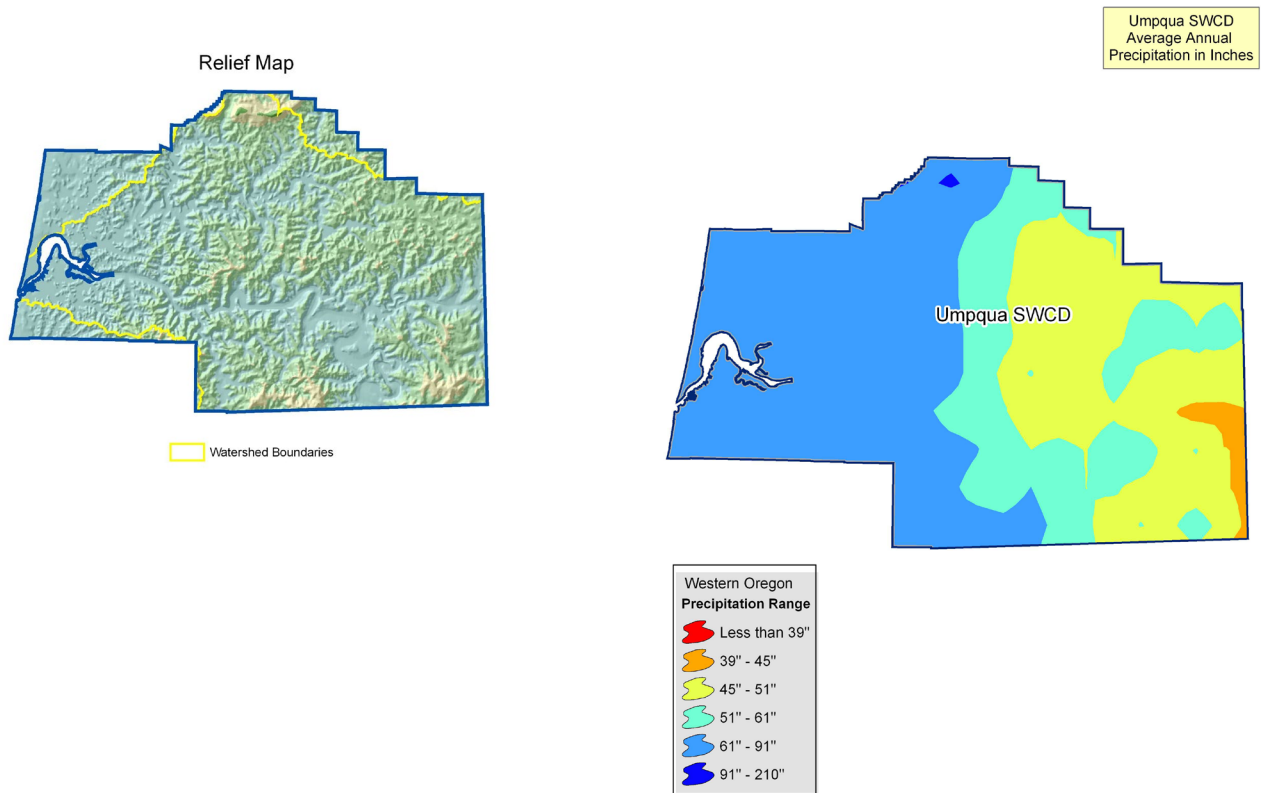 Umpqua SWCD
Average Annual
Precipitation in Inches
Relief Map
Watershed Boundaries
Umpqua SWCD
Western Oregon
Precipitation Range
Less than 39"
39" - 45"
45" - 51"
51" - 61"
61" - 91"
91" - 210"